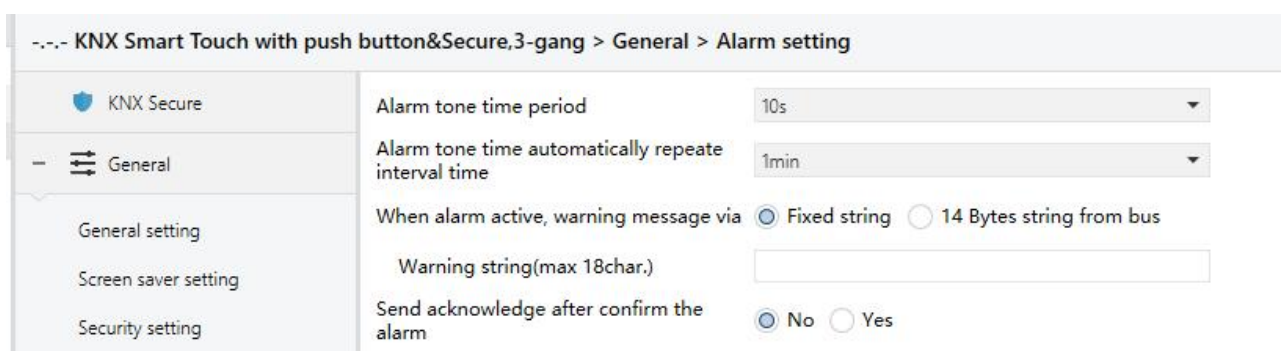 -.-.- KNX Smart Touch with push button&Secure,3-gang > General > Alarm setting
KNX Secure
General
General setting
Screen saver setting
Security setting
Alarm tone time period
10s
Alarm tone time automatically repeate
interval time
1min
When alarm active, warning message via
Fixed string
14 Bytes string from bus
Warning string(max 18char.)
Send acknowledge after confirm the
alarm
No
Yes